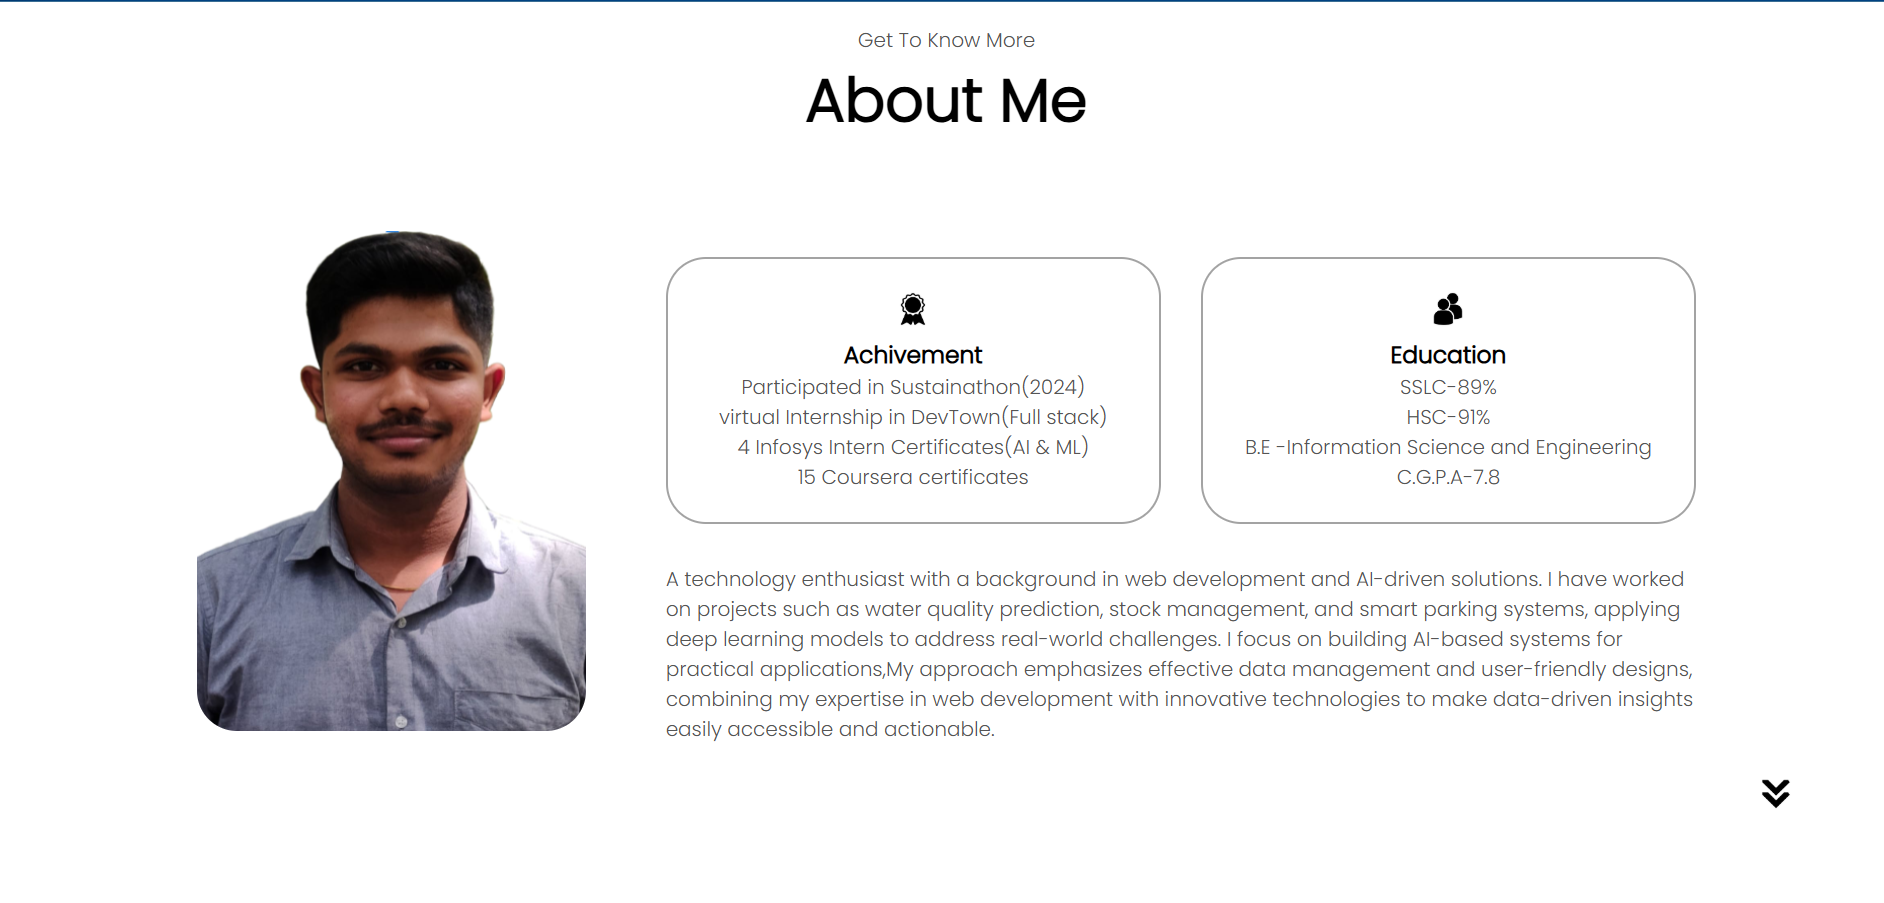 Get To Know More
About Me
Achivement
Participated in Sustainathon(2024)
virtual Internship in DevTown(Full stack)
4 Infosys Intern Certificates(AI & ML)
15 Coursera certificates
Education
SSLC-89%
HSC-91%
B.E -Information Science and Engineering
C.G.P.A-7.8
A technology enthusiast with a background in web development and AI-driven solutions. I have worked
on projects such as water quality prediction, stock management, and smart parking systems, applying
deep learning models to address real-world challenges. I focus on building AI-based systems for
practical applications,My approach emphasizes effective data management and user-friendly designs,
combining my expertise in web development with innovative technologies to make data-driven insights
easily accessible and actionable.